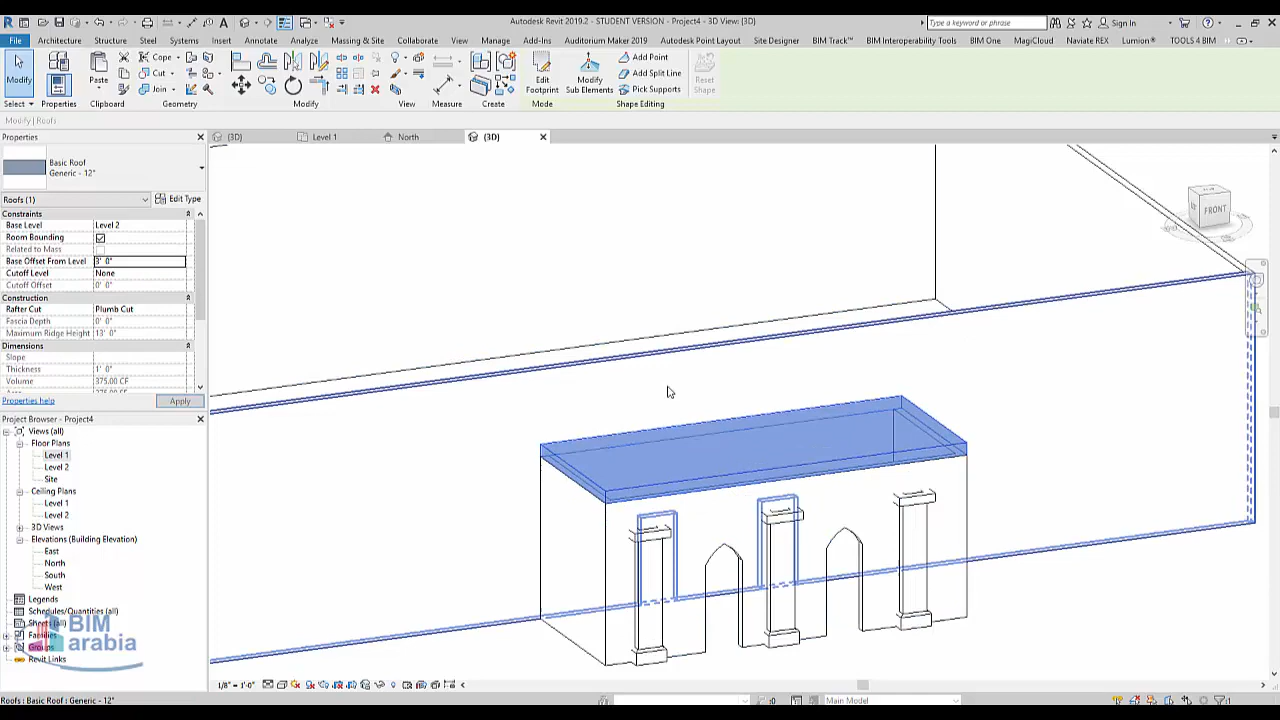 Autodesk Revit 2019.2 - STUDENT VERSION - Project4 - 3D View: {3D}
Type a keyword or phrase
Sign In
File Architecture Structure Steel Systems Insert Annotate Analyze Massing & Site Collaborate View Manage Add-Ins Auditorium Maker 2019 Autodesk Point Layout Site Designer BIM Track™ BIM Interoperability Tools BIM One MagiCloud Naviate REX Lumion® TOOLS 4 BIM
Modify
Paste
Cope
Cut
Join
Edit Footprint
Modify Sub Elements
Add Point
Add Split Line
Pick Supports
Reset Shape
Select Properties Clipboard Geometry Modify View Measure Create Mode Shape Editing
Modify | Roofs
Properties
{3D}
Level 1
North
{3D}
Basic Roof
Generic - 12"
Roofs (1)
Edit Type
Constraints
Base Level Level 2
Room Bounding
Related to Mass
Base Offset From Level 3' 0"
Cutoff Level None
Cutoff Offset 0' 0"
Construction
Rafter Cut Plumb Cut
Fascia Depth 0' 0"
Maximum Ridge Height 13' 0"
Dimensions
Slope
Thickness 1' 0"
Volume 375.00 CF
Properties help
Apply
Project Browser - Project4
Views (all)
Floor Plans
Level 1
Level 2
Site
Ceiling Plans
Level 1
Level 2
3D Views
Elevations (Building Elevation)
East
North
South
West
Legends
Schedules/Quantities (all)
Sheets (all)
Families
Groups
Revit Links
BIM
arabia
FRONT
1/8" = 1'-0"
Roofs : Basic Roof : Generic - 12"
:0
Main Model